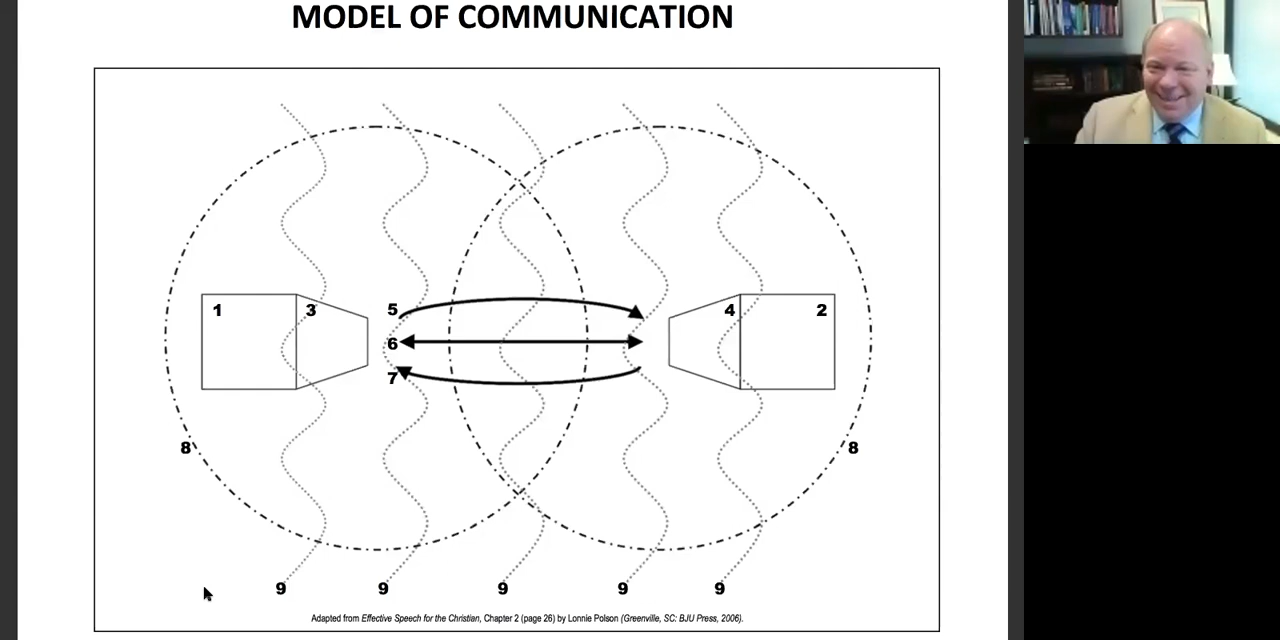 MODEL OF COMMUNICATION
1 3 5 4 2
6
7
8 8
9 9 9 9 9
Adapted from Effective Speech for the Christian, Chapter 2 (page 26) by Lonnie Polson (Greenville, SC: BJU Press, 2006).